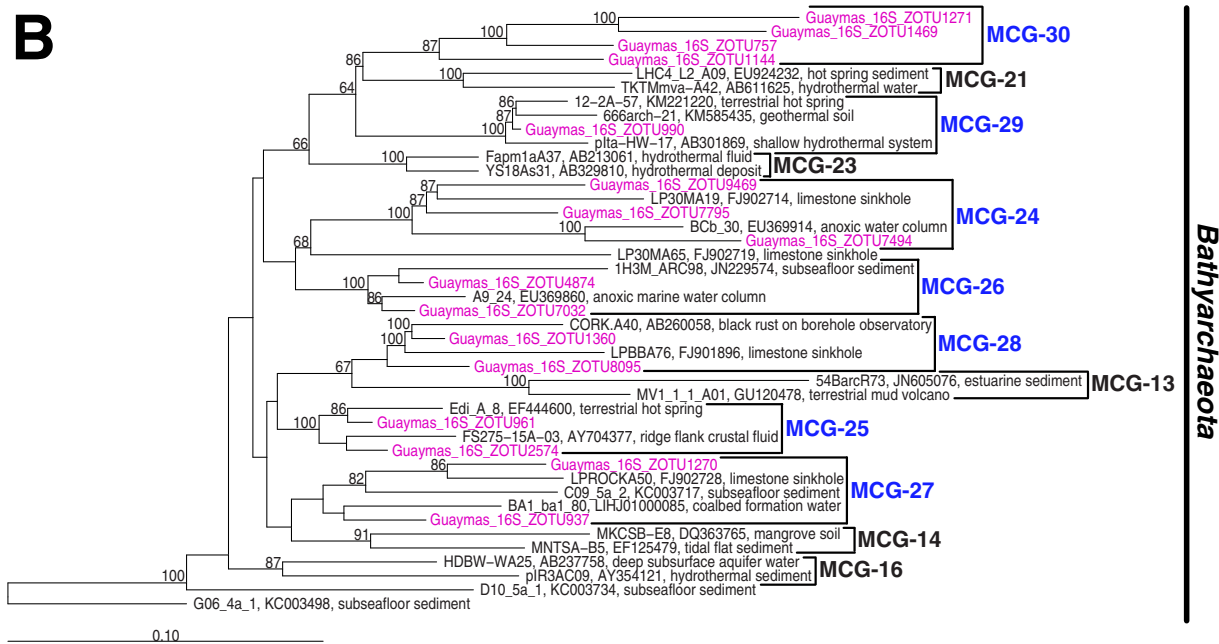 B
Guaymas_16S_ZOTU1271
100
Guaymas_16S_ZOTU1469
MCG-30
100
Guaymas_16S_ZOTU757
87
Guaymas_16S_ZOTU1144
86
LHC4_L2_A09, EU924232, hot spring sediment
100
MCG-21
TKTMmva-A42, AB611625, hydrothermal water
64
12-2A-57, KM221220, terrestrial hot spring
86
666arch-21, KM585435, geothermal soil
87
MCG-29
Guaymas_16S_ZOTU990
100
pIta-HW-17, AB301869, shallow hydrothermal system
66
Fapm1aA37, AB213061, hydrothermal fluid
100
MCG-23
YS18As31, AB329810, hydrothermal deposit
Guaymas_16S_ZOTU9469
87
LP30MA19, FJ902714, limestone sinkhole
87
Guaymas_16S_ZOTU7795
100
MCG-24
BCb_30, EU369914, anoxic water column
100
Guaymas_16S_ZOTU7494
68
LP30MA65, FJ902719, limestone sinkhole
1H3M_ARC98, JN229574, subseafloor sediment
Guaymas_16S_ZOTU4874
100
MCG-26
A9_24, EU369860, anoxic marine water column
86
Guaymas_16S_ZOTU7032
CORK.A40, AB260058, black rust on borehole observatory
100
Guaymas_16S_ZOTU1360
100
MCG-28
LPBBA76, FJ901896, limestone sinkhole
Guaymas_16S_ZOTU8095
67
54BarcR73, JN605076, estuarine sediment
100
MCG-13
MV1_1_1_A01, GU120478, terrestrial mud volcano
Edi_A_8, EF444600, terrestrial hot spring
86
Guaymas_16S_ZOTU961
100
MCG-25
FS275-15A-03, AY704377, ridge flank crustal fluid
Guaymas_16S_ZOTU2574
Guaymas_16S_ZOTU1270
86
LPROCKA50, FJ902728, limestone sinkhole
82
MCG-27
C09_5a_2, KC003717, subseafloor sediment
BA1_ba1_80, LIHJ01000085, coalbed formation water
Guaymas_16S_ZOTU937
MKCSB-E8, DQ363765, mangrove soil
91
MCG-14
MNTSA-B5, EF125479, tidal flat sediment
HDBW-WA25, AB237758, deep subsurface aquifer water
87
MCG-16
pIR3AC09, AY354121, hydrothermal sediment
100
D10_5a_1, KC003734, subseafloor sediment
G06_4a_1, KC003498, subseafloor sediment
0.10
Bathyarchaeota